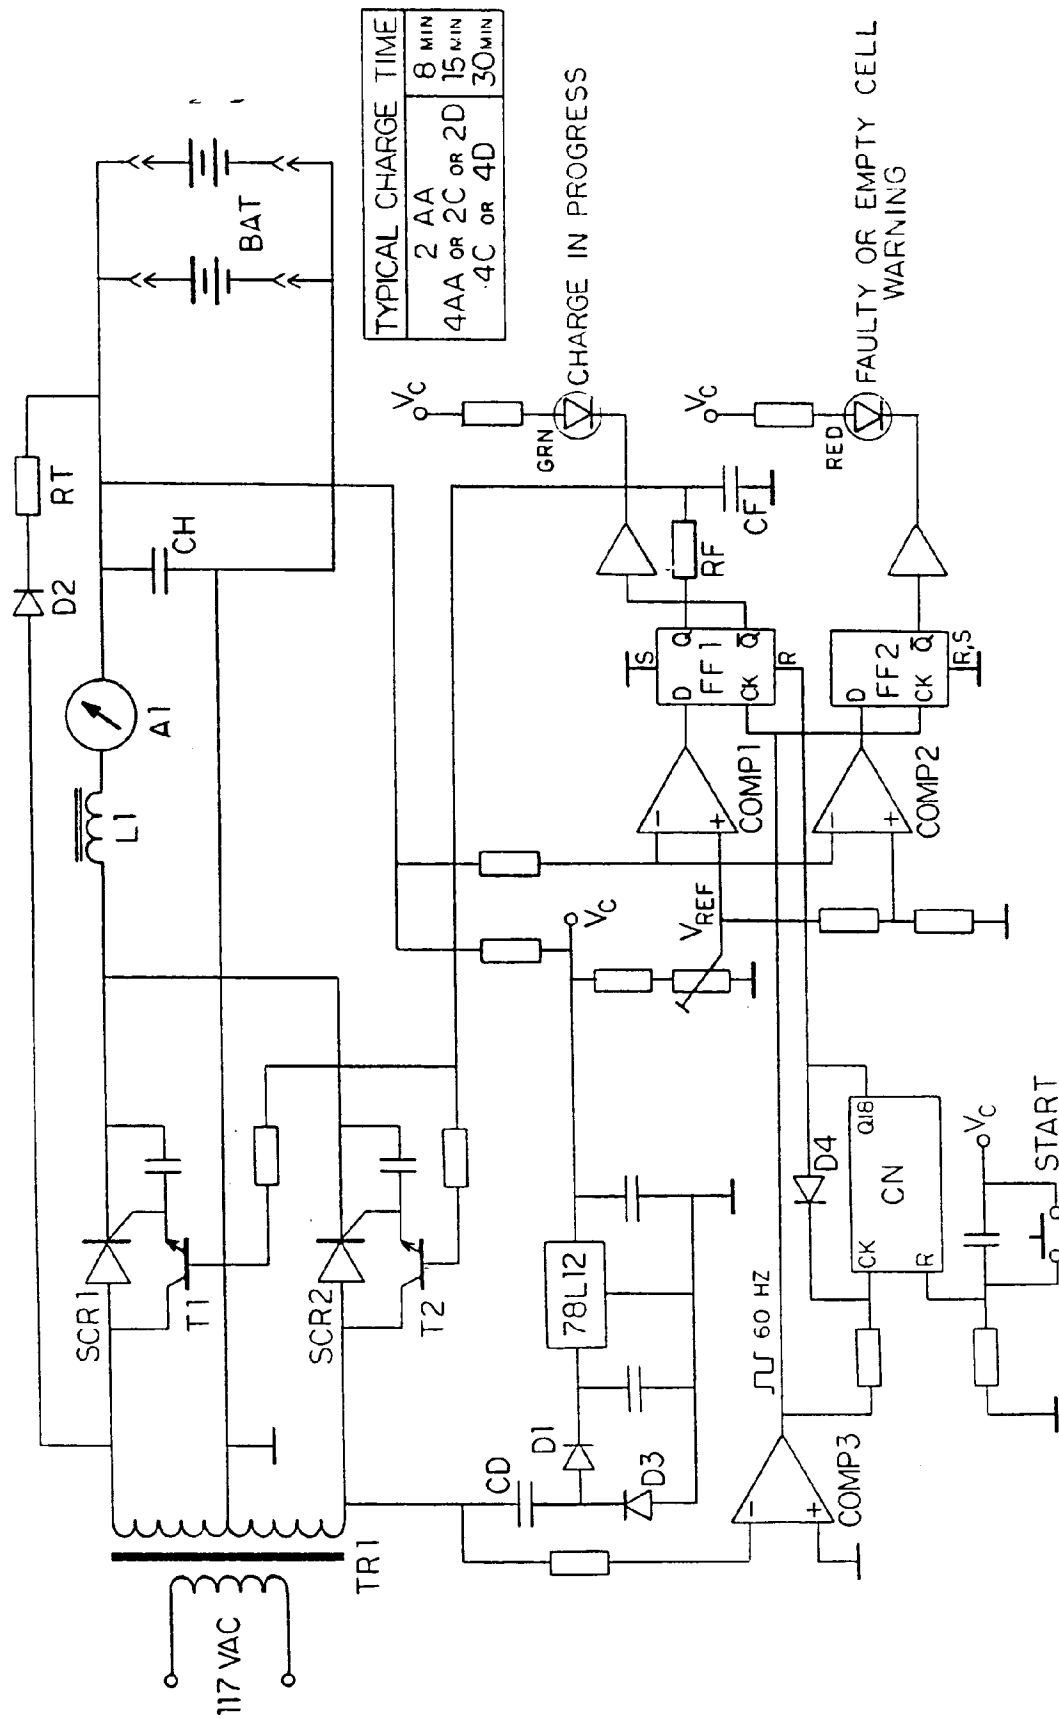 117 VAC
TR1
SCR1
T1
SCR2
T2
L1
A1
D2
RT
CH
BAT
TYPICAL CHARGE TIME
2 AA 8 MIN
4AA OR 2C OR 2D 15 MIN
4C OR 4D 30 MIN
CD
D1
D3
78L12
Vc
VREF
COMP1
- +
COMP2
- +
COMP3
- +
60 HZ
D4
CK
Q18
CN
R
Vc
START
S
D
Q
FF1
CK
Q̅
R
D
FF2
CK
Q̅
R,S
RF
CF
Vc
GRN
CHARGE IN PROGRESS
Vc
RED
FAULTY OR EMPTY CELL
WARNING